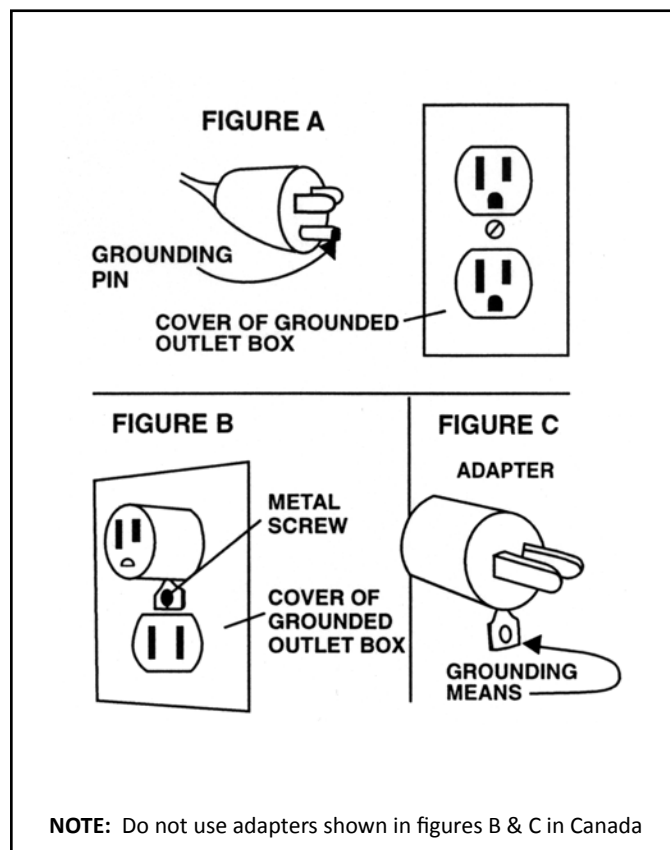 FIGURE A
GROUNDING
PIN
COVER OF GROUNDED
OUTLET BOX
FIGURE B
METAL
SCREW
COVER OF
GROUNDED
OUTLET BOX
FIGURE C
ADAPTER
GROUNDING
MEANS
NOTE: Do not use adapters shown in figures B & C in Canada